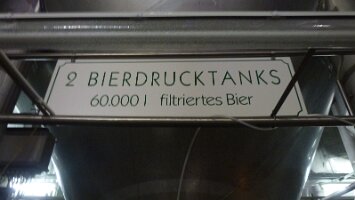 2 BIERDRUCKTANKS
60.000 l filtriertes Bier